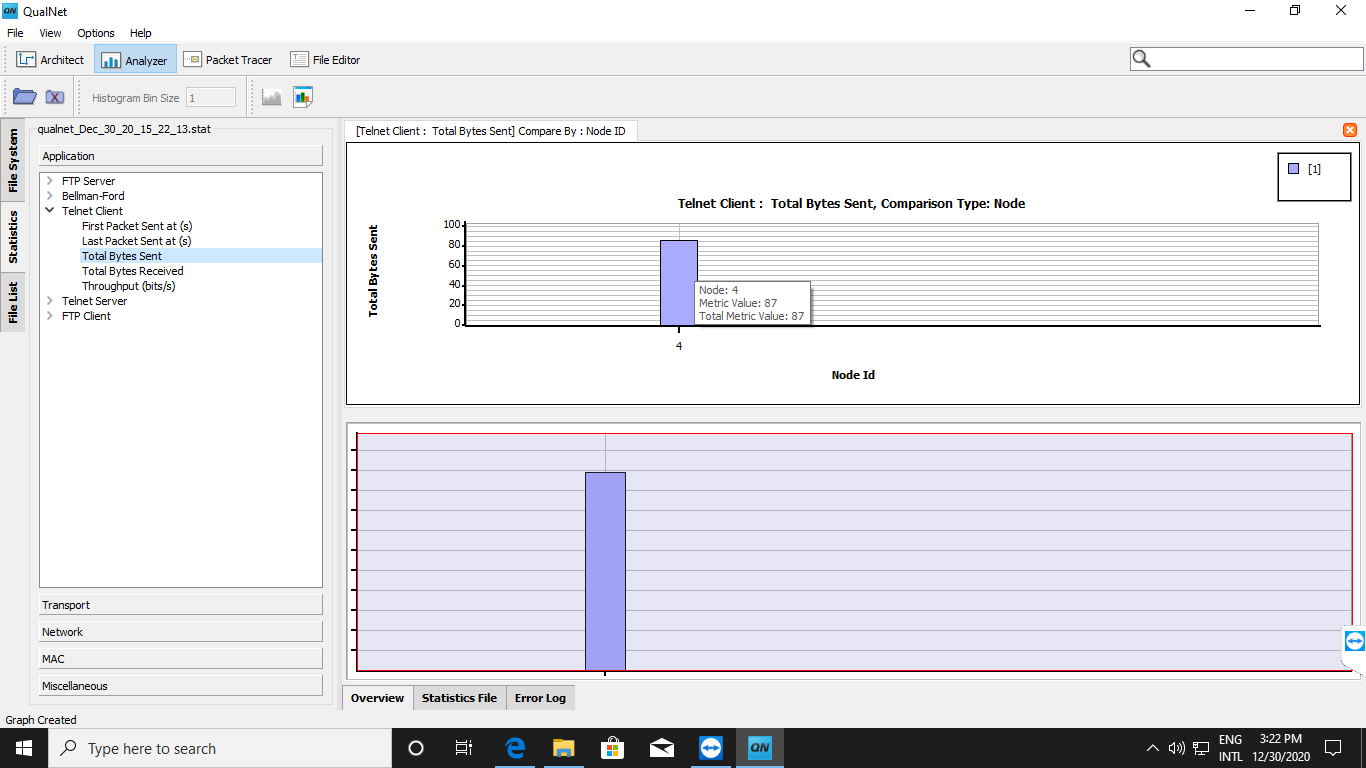 QN QualNet
File View Options Help
Architect Analyzer Packet Tracer File Editor
Histogram Bin Size 1
File System
Statistics
File List
qualnet_Dec_30_20_15_22_13.stat
Application
FTP Server
Bellman-Ford
Telnet Client
First Packet Sent at (s)
Last Packet Sent at (s)
Total Bytes Sent
Total Bytes Received
Throughput (bits/s)
Telnet Server
FTP Client
Transport
Network
MAC
Miscellaneous
[Telnet Client : Total Bytes Sent] Compare By : Node ID
[1]
Telnet Client : Total Bytes Sent, Comparison Type: Node
Total Bytes Sent
100
80
60
40
20
0
Node: 4
Metric Value: 87
Total Metric Value: 87
4
Node Id
Overview Statistics File Error Log
Graph Created
Type here to search
QN
ENG
INTL
3:22 PM
12/30/2020